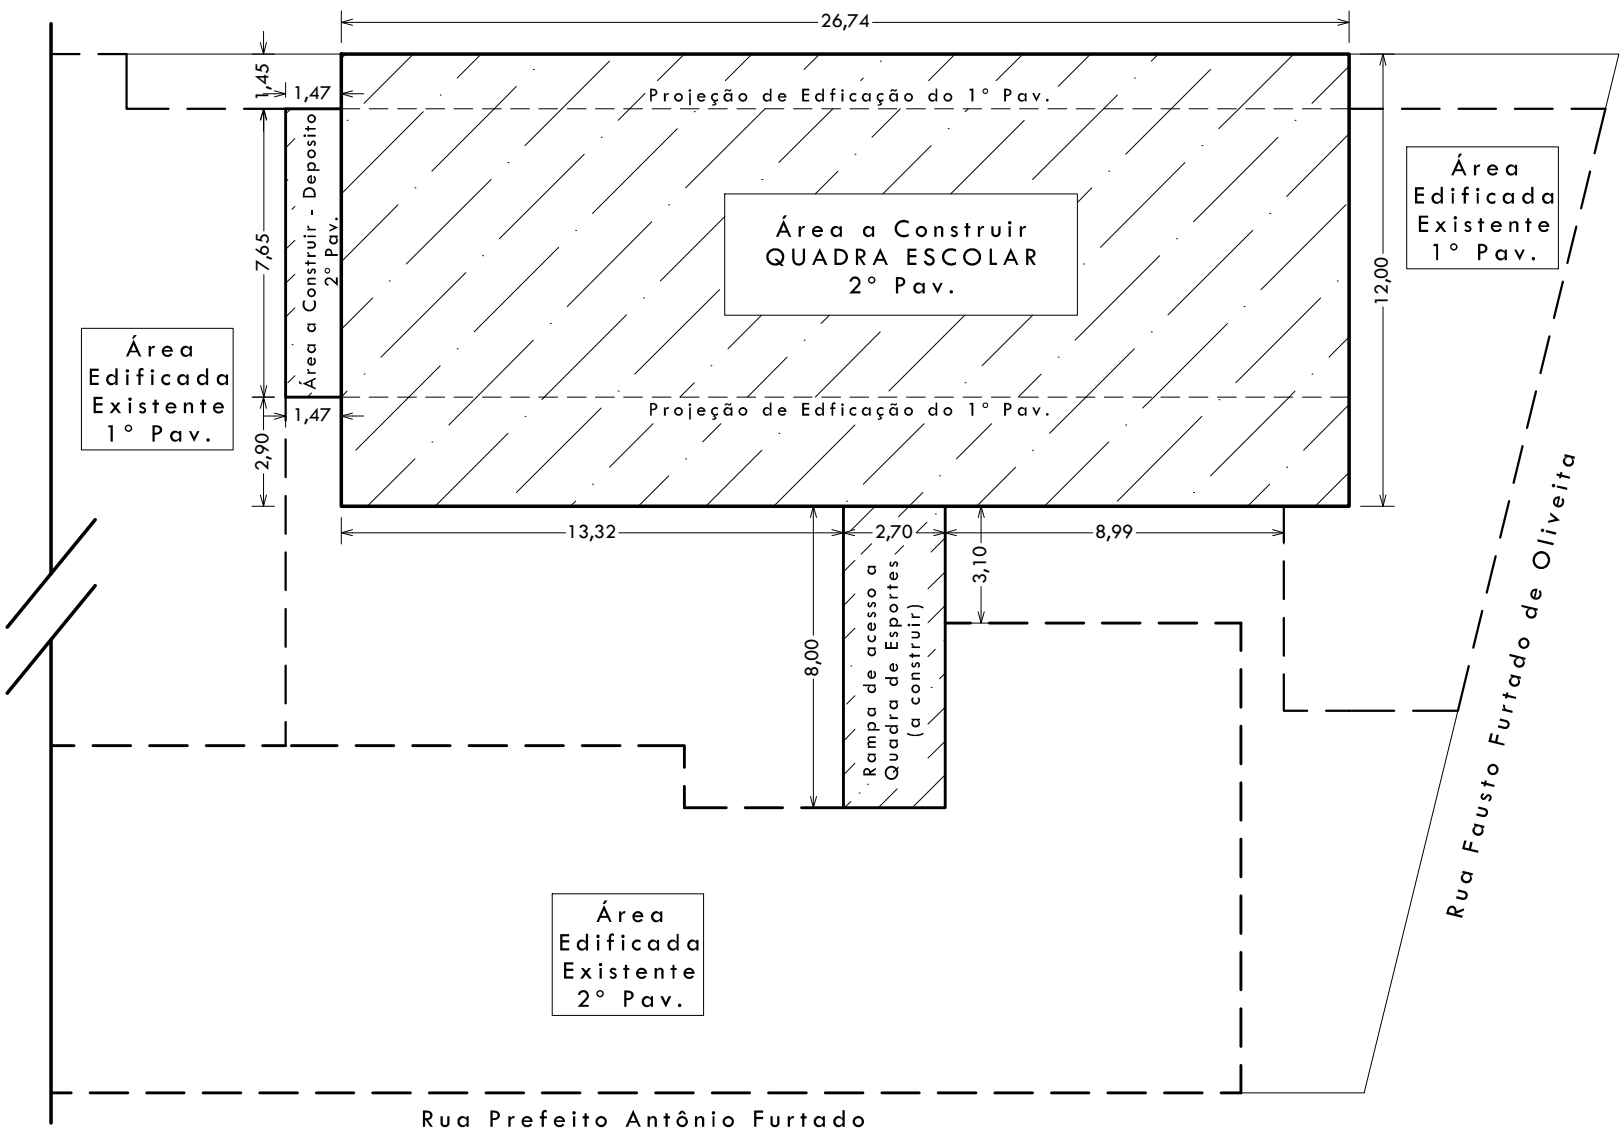 26,74
1,45
1,47
Projeção de Edficação do 1° Pav.
Área a Construir - Deposito
2° Pav.
7,65
Área a Construir
QUADRA ESCOLAR
2° Pav.
12,00
Área
Edificada
Existente
1° Pav.
Área
Edificada
Existente
1° Pav.
1,47
2,90
Projeção de Edficação do 1° Pav.
13,32
2,70
8,99
3,10
8,00
Rampa de acesso a
Quadra de Esportes
(a construir)
Rua Fausto Furtado de Oliveita
Área
Edificada
Existente
2° Pav.
Rua Prefeito Antônio Furtado